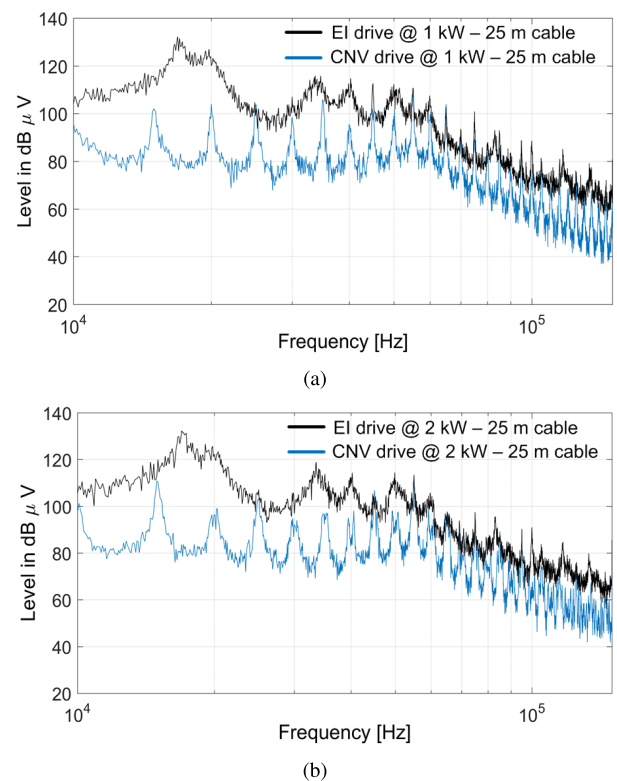 140
120
100
80
60
40
20
Level in dB μ V
EI drive @ 1 kW – 25 m cable
CNV drive @ 1 kW – 25 m cable
10^4
10^5
Frequency [Hz]
(a)
140
120
100
80
60
40
20
Level in dB μ V
EI drive @ 2 kW – 25 m cable
CNV drive @ 2 kW – 25 m cable
10^4
10^5
Frequency [Hz]
(b)